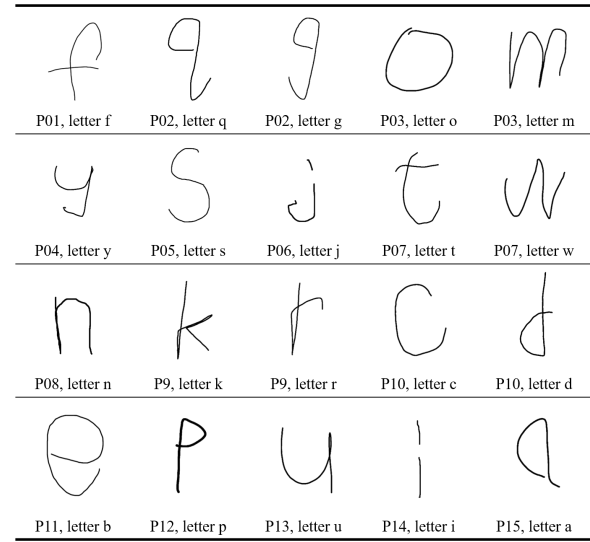 f q g o m
P01, letter f P02, letter q P02, letter g P03, letter o P03, letter m
y s j t w
P04, letter y P05, letter s P06, letter j P07, letter t P07, letter w
n k r c d
P08, letter n P9, letter k P9, letter r P10, letter c P10, letter d
e p u i a
P11, letter b P12, letter p P13, letter u P14, letter i P15, letter a